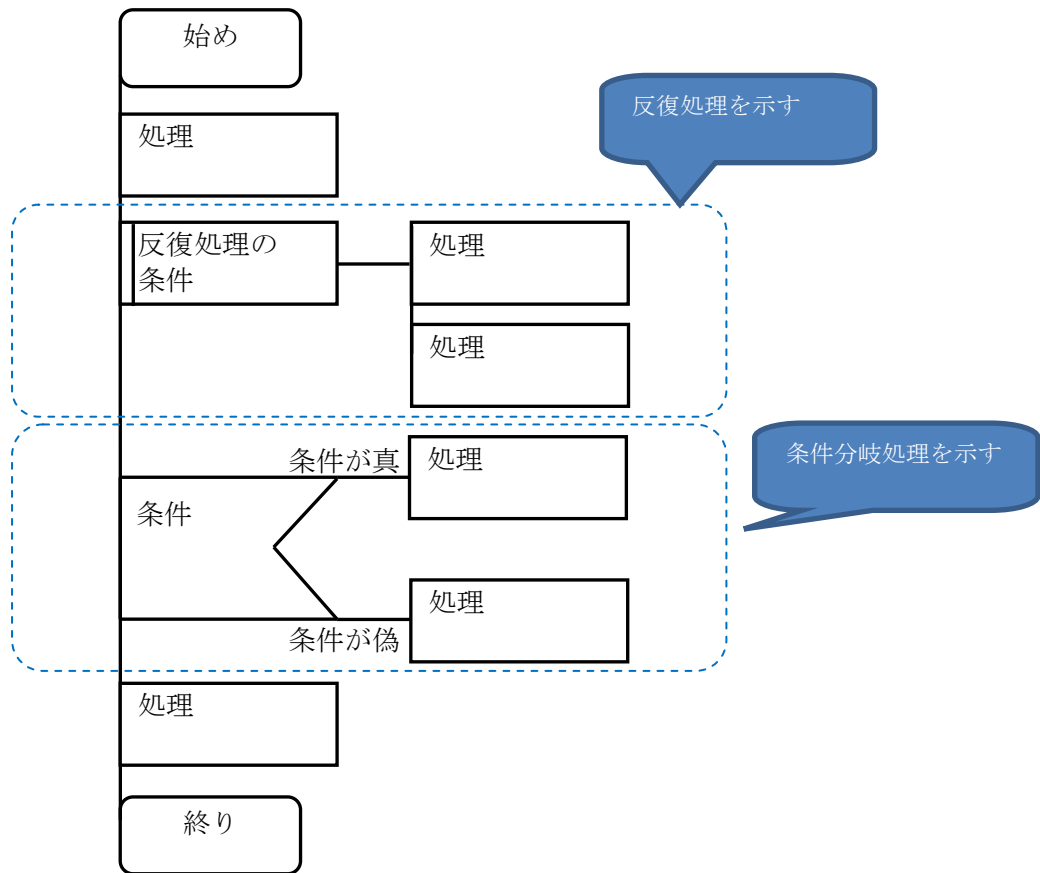 始め
反復処理を示す
処理
反復処理の
条件
処理
処理
条件が真
処理
条件分岐処理を示す
条件
処理
条件が偽
処理
終り